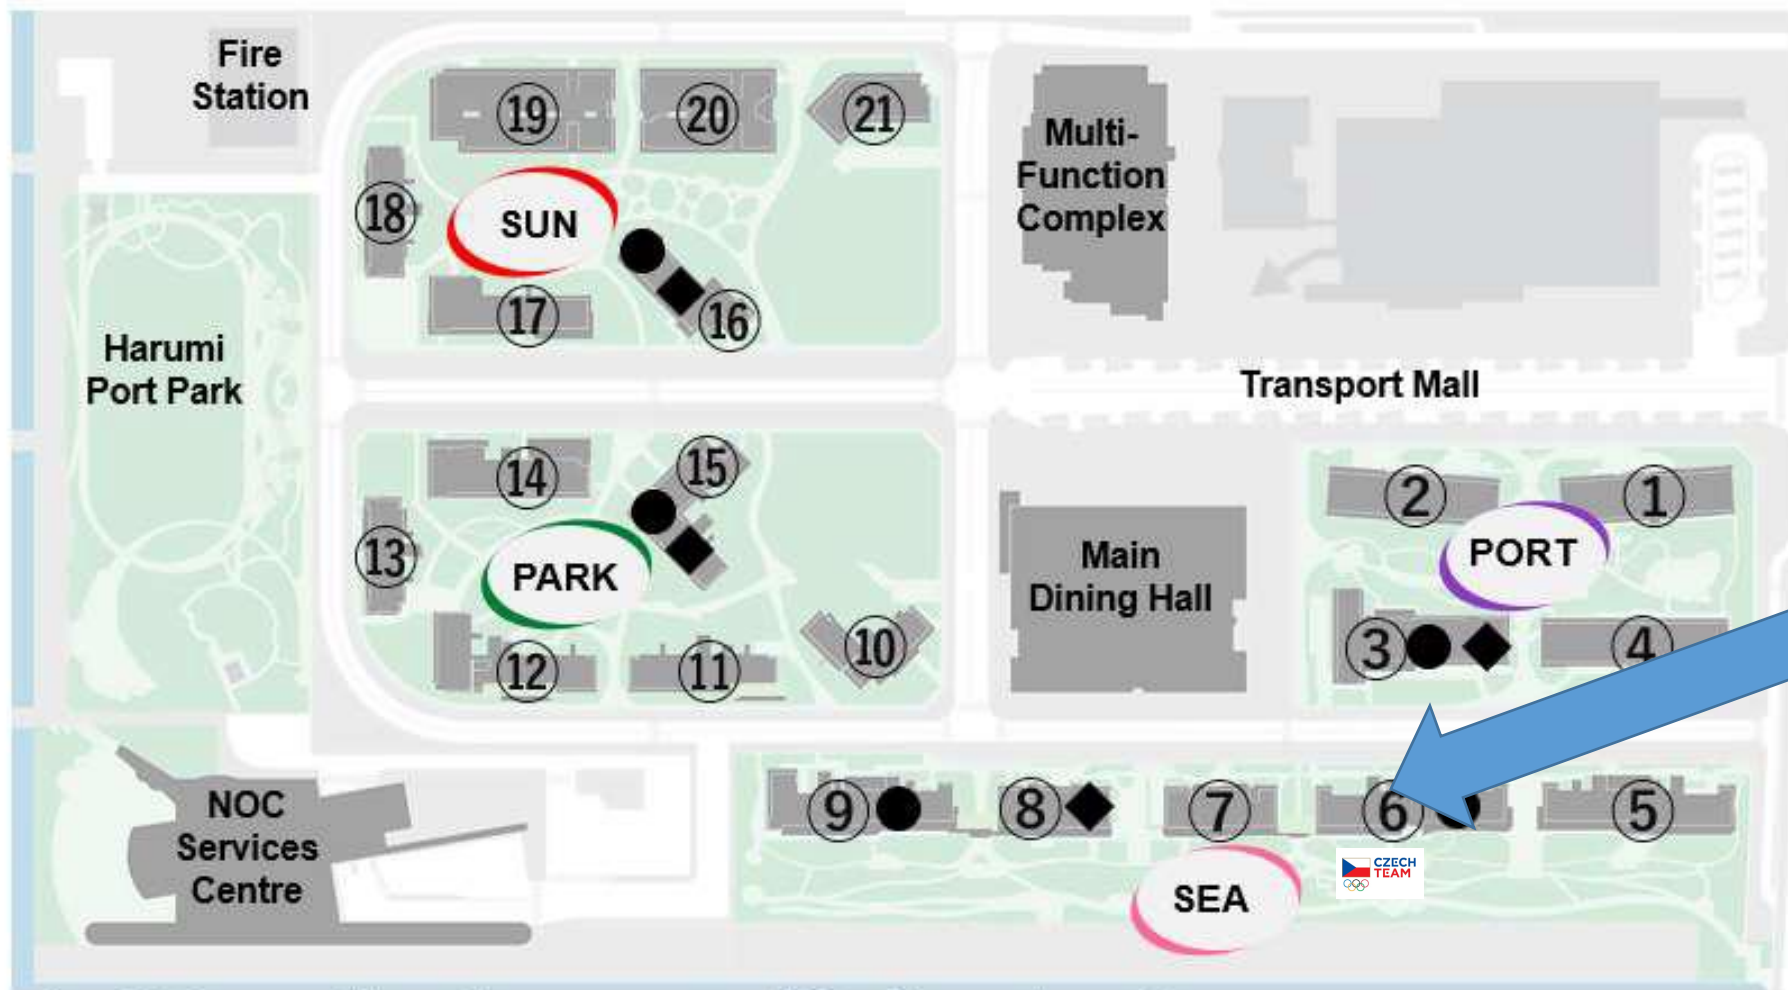 Fire
Station
19
20
21
Multi-
Function
Complex
18
SUN
16
17
Harumi
Port Park
Transport Mall
14
15
2
1
13
PARK
Main
Dining Hall
PORT
12
11
10
3
4
9
8
7
6
5
NOC
Services
Centre
CZECH
TEAM
SEA